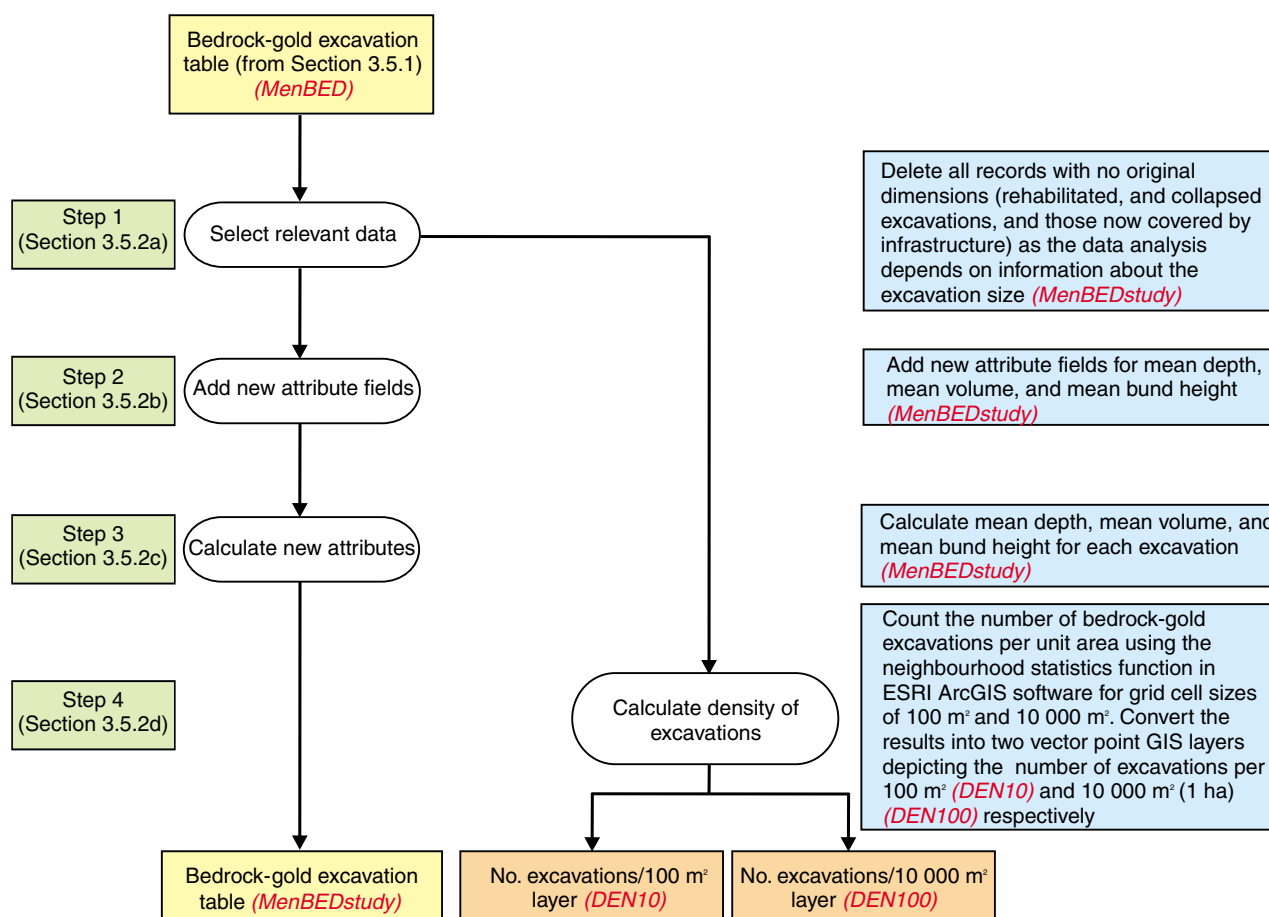 Bedrock-gold excavation
table (from Section 3.5.1)
(MenBED)
Step 1
(Section 3.5.2a)
Select relevant data
Delete all records with no original
dimensions (rehabilitated, and collapsed
excavations, and those now covered by
infrastructure) as the data analysis
depends on information about the
excavation size (MenBEDstudy)
Step 2
(Section 3.5.2b)
Add new attribute fields
Add new attribute fields for mean depth,
mean volume, and mean bund height
(MenBEDstudy)
Step 3
(Section 3.5.2c)
Calculate new attributes
Calculate mean depth, mean volume, and
mean bund height for each excavation
(MenBEDstudy)
Step 4
(Section 3.5.2d)
Calculate density of
excavations
Count the number of bedrock-gold
excavations per unit area using the
neighbourhood statistics function in
ESRI ArcGIS software for grid cell sizes
of 100 m² and 10 000 m². Convert the
results into two vector point GIS layers
depicting the number of excavations per
100 m² (DEN10) and 10 000 m² (1 ha)
(DEN100) respectively
Bedrock-gold excavation
table (MenBEDstudy)
No. excavations/100 m²
layer (DEN10)
No. excavations/10 000 m²
layer (DEN100)